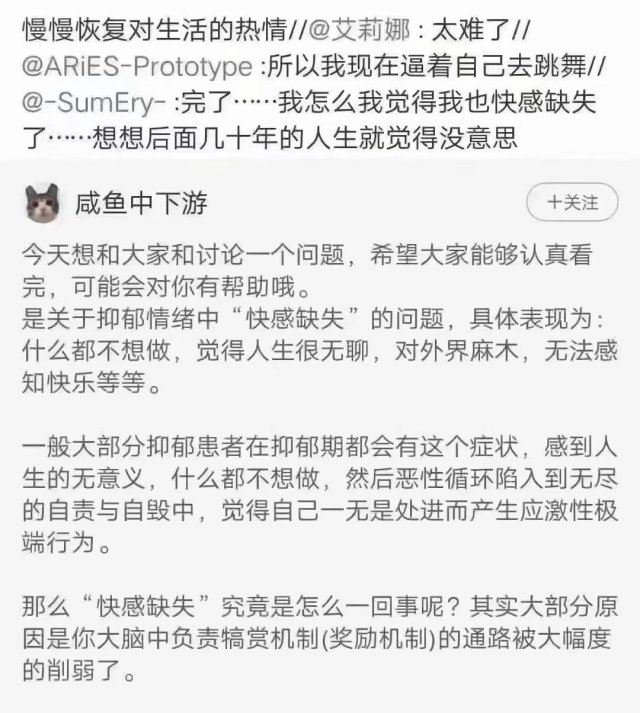 慢慢恢复对生活的热情//@艾莉娜：太难了//
@ARiES-Prototype :所以我现在逼着自己去跳舞//
@-SumEry- :完了……我怎么我觉得我也快感缺失
了……想想后面几十年的人生就觉得没意思
咸鱼中下游
+关注
今天想和大家和讨论一个问题，希望大家能够认真看
完，可能会对你有帮助哦。
是关于抑郁情绪中“快感缺失”的问题，具体表现为：
什么都不想做，觉得人生很无聊，对外界麻木，无法感
知快乐等等。
一般大部分抑郁患者在抑郁期都会有这个症状，感到人
生的无意义，什么都不想做，然后恶性循环陷入到无尽
的自责与自毁中，觉得自己一无是处进而产生应激性极
端行为。
那么“快感缺失”究竟是怎么一回事呢？其实大部分原
因是你大脑中负责犒赏机制(奖励机制)的通路被大幅度
的削弱了。